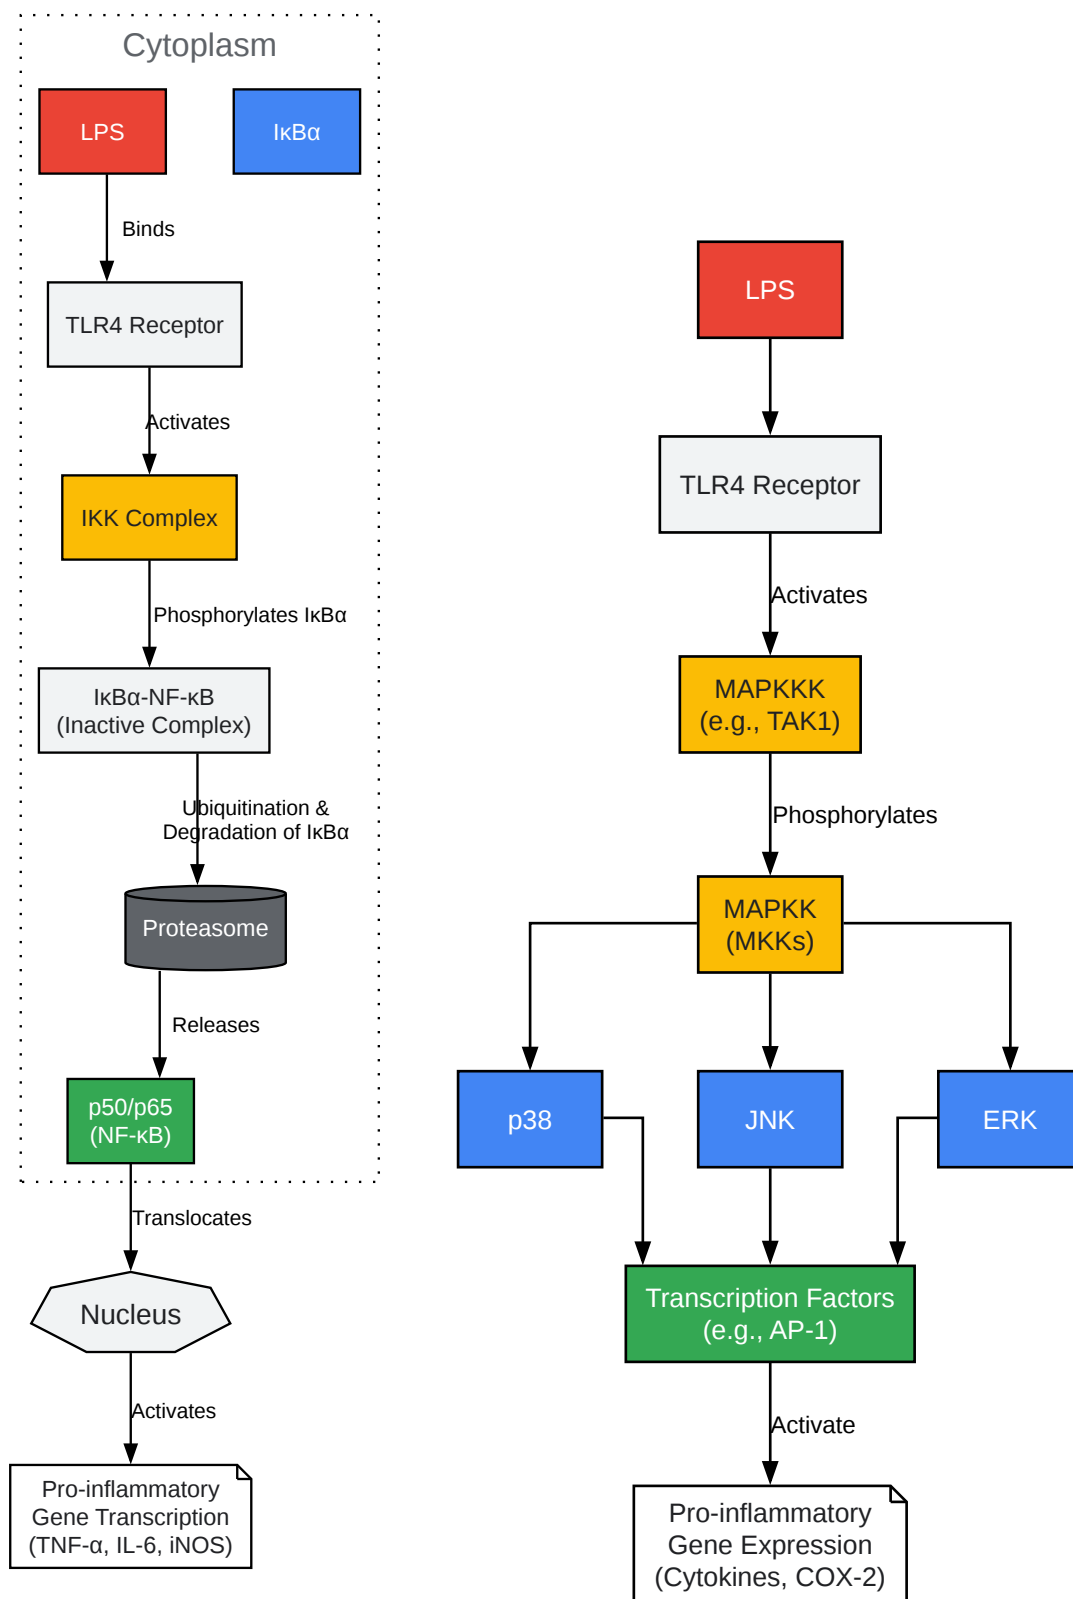 Cytoplasm
LPS
IκBα
Binds
TLR4 Receptor
Activates
IKK Complex
Phosphorylates IκBα
IκBα-NF-κB
(Inactive Complex)
Ubiquitination &
Degradation of IκBα
Proteasome
Releases
p50/p65
(NF-κB)
Translocates
Nucleus
Activates
Pro-inflammatory
Gene Transcription
(TNF-α, IL-6, iNOS)
LPS
TLR4 Receptor
Activates
MAPKKK
(e.g., TAK1)
Phosphorylates
MAPKK
(MKKs)
p38
JNK
ERK
Transcription Factors
(e.g., AP-1)
Activate
Pro-inflammatory
Gene Expression
(Cytokines, COX-2)